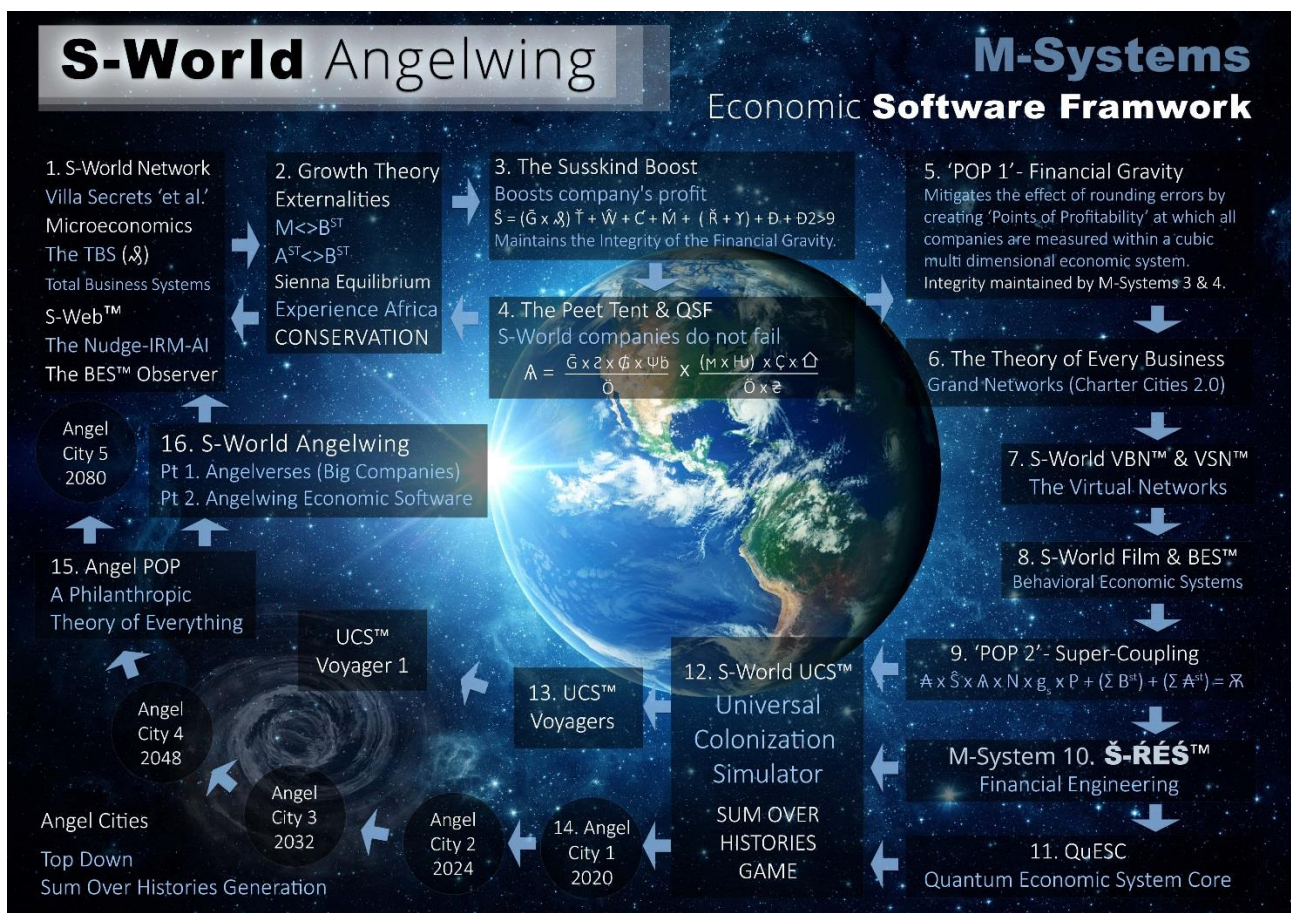 S-World Angelwing
M-Systems
Economic Software Framwork
1. S-World Network
Villa Secrets ‘et al.’
Microeconomics
The TBS
Total Business Systems
S-Web™
The Nudge-IRM-AI
The BES™ Observer
2. Growth Theory
Externalities
M<>Bˢᵀ
Aˢᵀ<>Bˢᵀ
Sienna Equilibrium
Experience Africa
CONSERVATION
3. The Susskind Boost
Boosts company's profit
Maintains the Integrity of the Financial Gravity.
4. The Peet Tent & QSF
S-World companies do not fail
5. ‘POP 1’- Financial Gravity
Mitigates the effect of rounding errors by
creating ‘Points of Profitability’ at which all
companies are measured within a cubic
multi dimensional economic system.
Integrity maintained by M-Systems 3 & 4.
6. The Theory of Every Business
Grand Networks (Charter Cities 2.0)
7. S-World VBN™ & VSN™
The Virtual Networks
8. S-World Film & BES™
Behavioral Economic Systems
9. ‘POP 2’- Super-Coupling
M-System 10. Š-ŔÉŚ™
Financial Engineering
11. QuESC
Quantum Economic System Core
12. S-World UCS™
Universal
Colonization
Simulator
SUM OVER
HISTORIES
GAME
13. UCS™
Voyagers
UCS™
Voyager 1
14. Angel
City 1
2020
Angel
City 2
2024
Angel
City 3
2032
Angel
City 4
2048
15. Angel POP
A Philanthropic
Theory of Everything
Angel
City 5
2080
16. S-World Angelwing
Pt 1. Angelverses (Big Companies)
Pt 2. Angelwing Economic Software
Angel Cities
Top Down
Sum Over Histories Generation